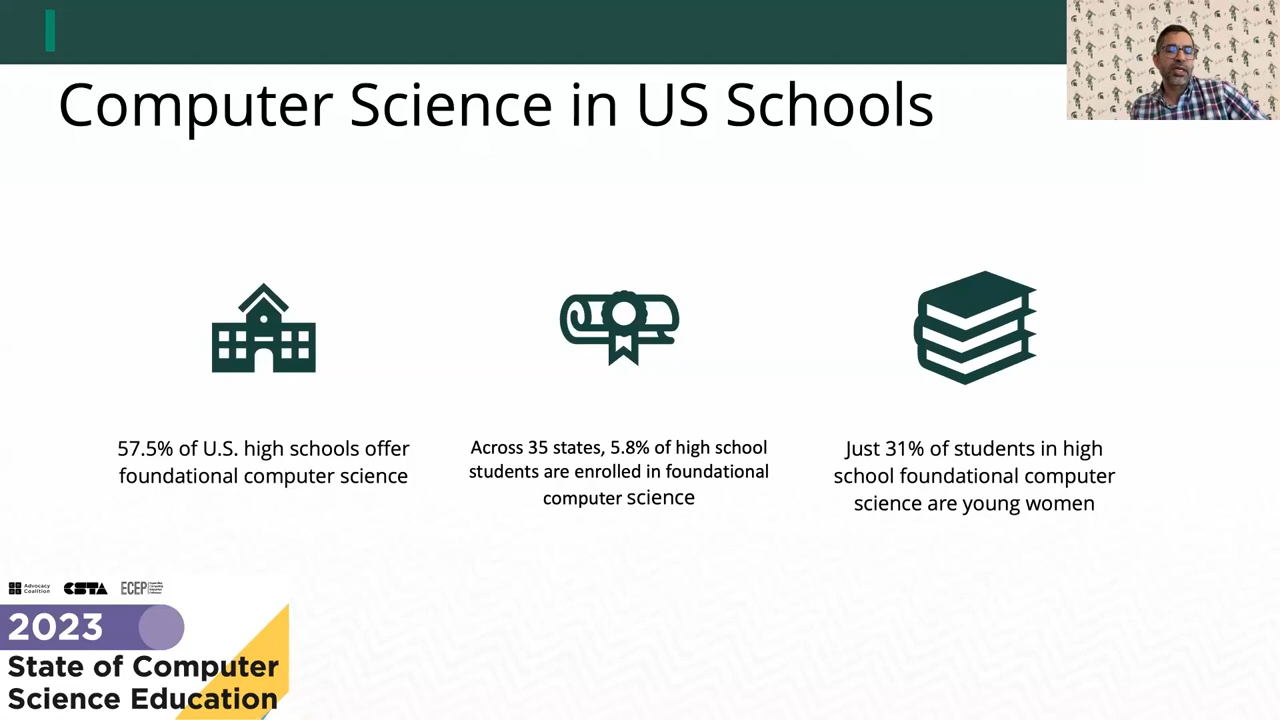 Computer Science in US Schools
57.5% of U.S. high schools offer
foundational computer science
Across 35 states, 5.8% of high school
students are enrolled in foundational
computer science
Just 31% of students in high
school foundational computer
science are young women
Advocacy
Coalition
CSTA
ECEP
2023
State of Computer
Science Education